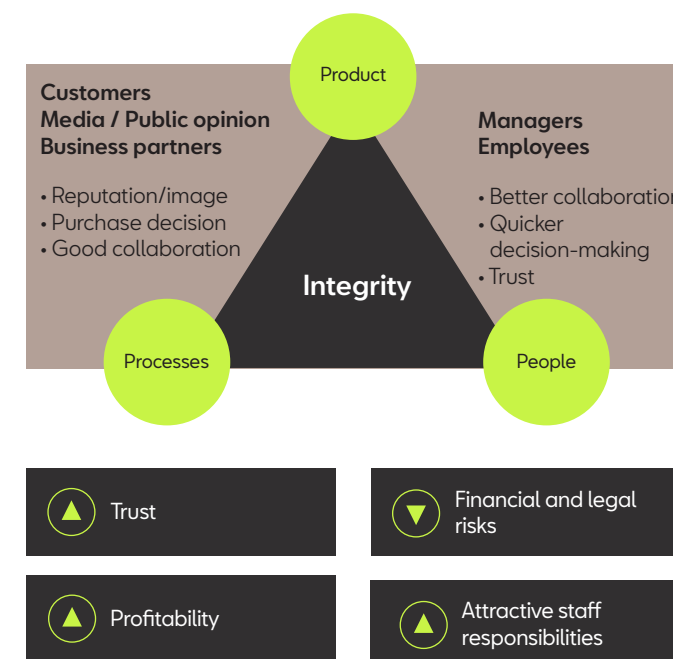 Product
Customers
Media / Public opinion
Business partners
• Reputation/image
• Purchase decision
• Good collaboration
Managers
Employees
• Better collaboration
• Quicker
decision-making
• Trust
Integrity
Processes
People
Trust
Financial and legal
risks
Profitability
Attractive staff
responsibilities